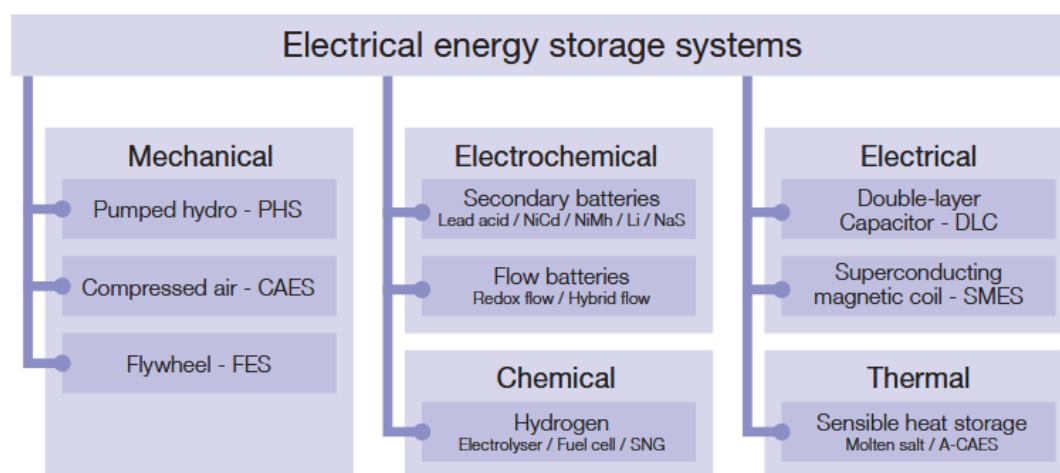 Electrical energy storage systems
Mechanical
Pumped hydro - PHS
Compressed air - CAES
Flywheel - FES
Electrochemical
Secondary batteries
Lead acid / NiCd / NiMh / Li / NaS
Flow batteries
Redox flow / Hybrid flow
Chemical
Hydrogen
Electrolyser / Fuel cell / SNG
Electrical
Double-layer
Capacitor - DLC
Superconducting
magnetic coil - SMES
Thermal
Sensible heat storage
Molten salt / A-CAES